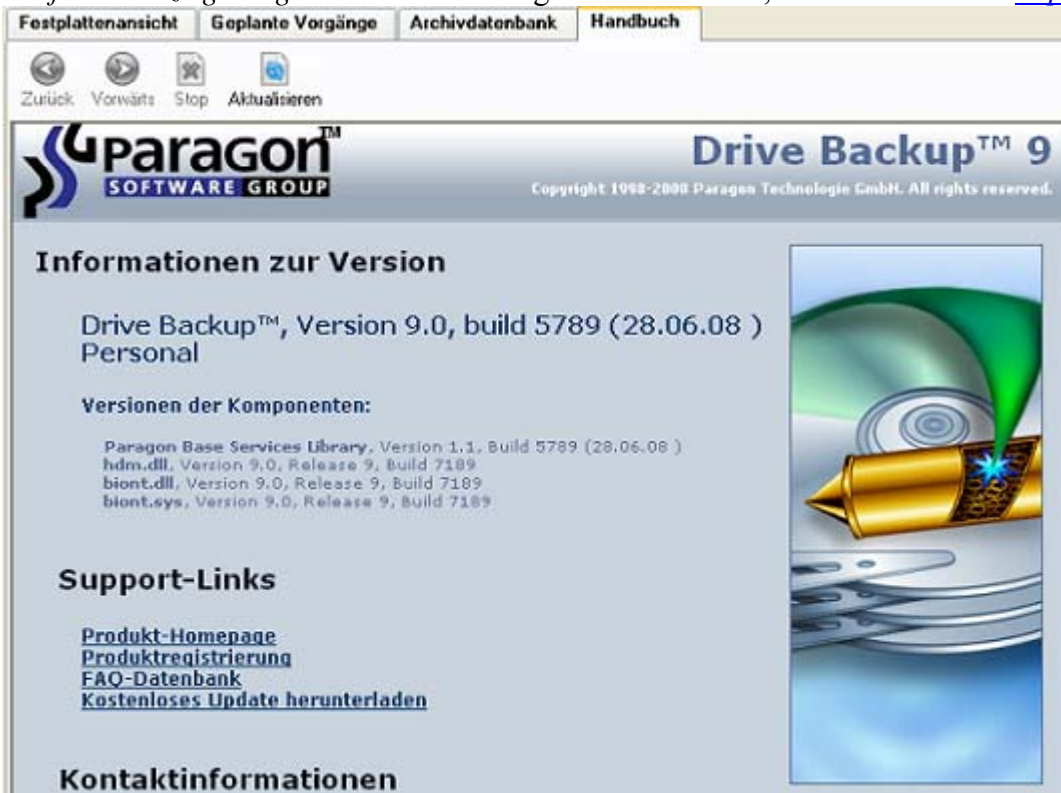 Festplattenansicht Geplante Vorgänge Archivdatenbank Handbuch
Zurück Vorwärts Stop Aktualisieren
Paragon™
SOFTWARE GROUP
Drive Backup™ 9
Copyright 1998-2008 Paragon Technologie GmbH. All rights reserved.
Informationen zur Version
Drive Backup™, Version 9.0, build 5789 (28.06.08 )
Personal
Versionen der Komponenten:
Paragon Base Services Library, Version 1.1, Build 5789 (28.06.08 )
hdm.dll, Version 9.0, Release 9, Build 7189
biont.dll, Version 9.0, Release 9, Build 7189
biont.sys, Version 9.0, Release 9, Build 7189
Support-Links
Produkt-Homepage
Produktregistrierung
FAQ-Datenbank
Kostenloses Update herunterladen
Kontaktinformationen